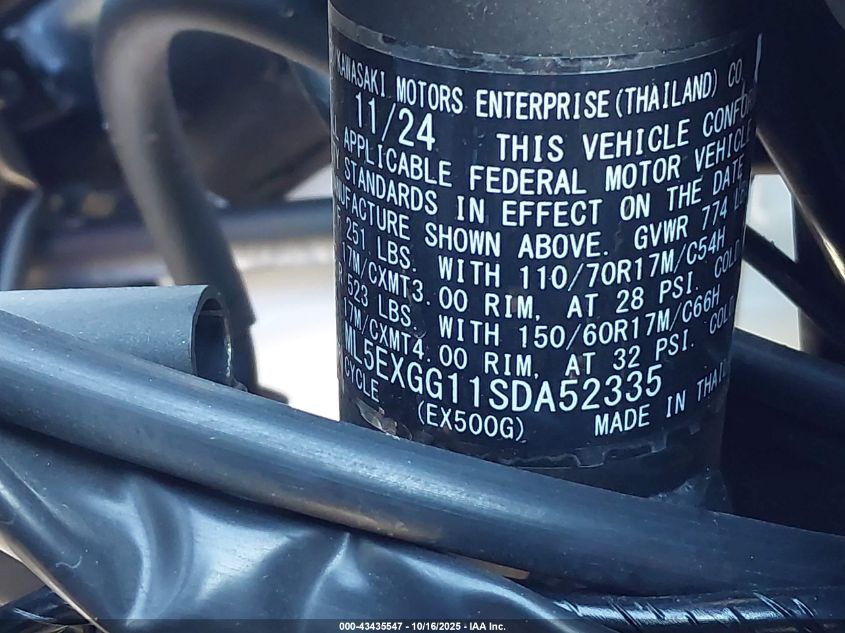 KAWASAKI MOTORS ENTERPRISE (THAILAND) CO
11/24 THIS VEHICLE CONFOR
APPLICABLE FEDERAL MOTOR VEHICLE
STANDARDS IN EFFECT ON THE DATE
NUFACTURE SHOWN ABOVE. GVWR 774
251 LBS. WITH 110/70R17M/C54H
17M/CXMT3.00 RIM, AT 28 PSI. COLD
523 LBS. WITH 150/60R17M/C66H
17M/CXMT4.00 RIM, AT 32 PSI. COLD
ML5EXGG11SDA52335
CYCLE (EX500G) MADE IN THAI
000-43435547 - 10/16/2025 - IAA Inc.